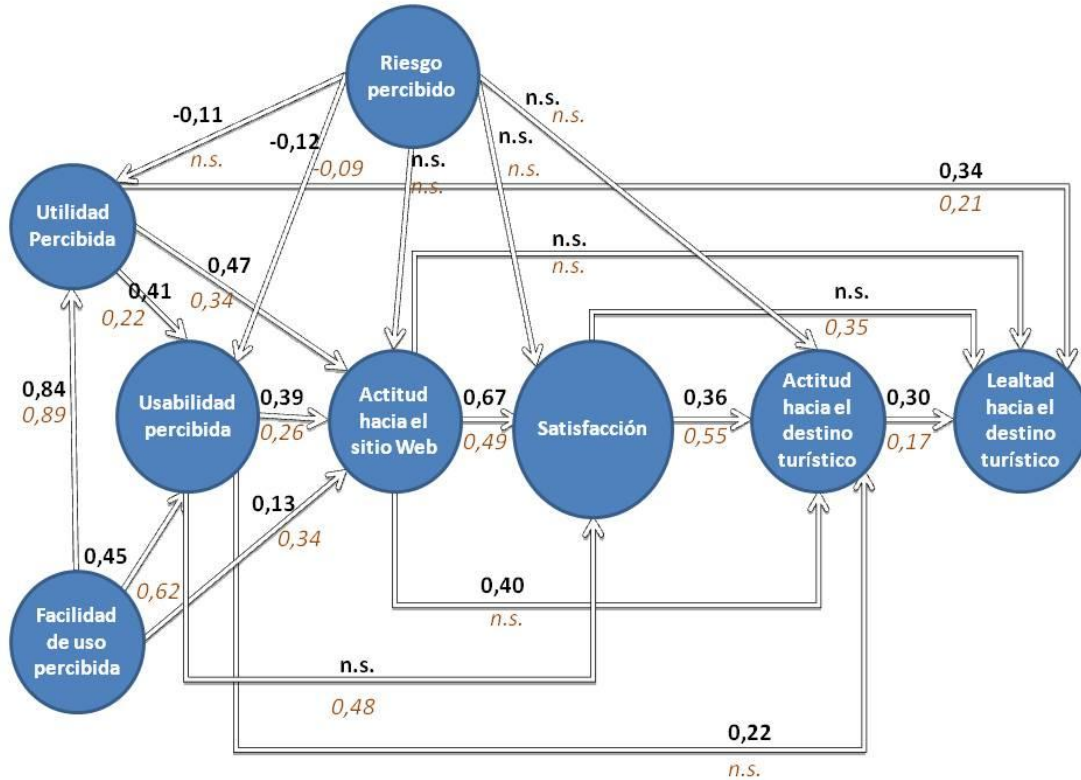 Riesgo
percibido
-0,11
n.s.
-0,12
-0,09
n.s.
n.s.
n.s.
n.s.
n.s.
n.s.
0,34
0,21
Utilidad
Percibida
0,47
0,34
0,41
0,22
n.s.
n.s.
n.s.
0,35
0,84
0,89
Usabilidad
percibida
0,39
0,26
Actitud
hacia el
sitio Web
0,67
0,49
Satisfacción
0,36
0,55
Actitud
hacia el
destino
turístico
0,30
0,17
Lealtad
hacia el
destino
turístico
0,13
0,34
0,45
0,62
Facilidad
de uso
percibida
0,40
n.s.
n.s.
0,48
0,22
n.s.